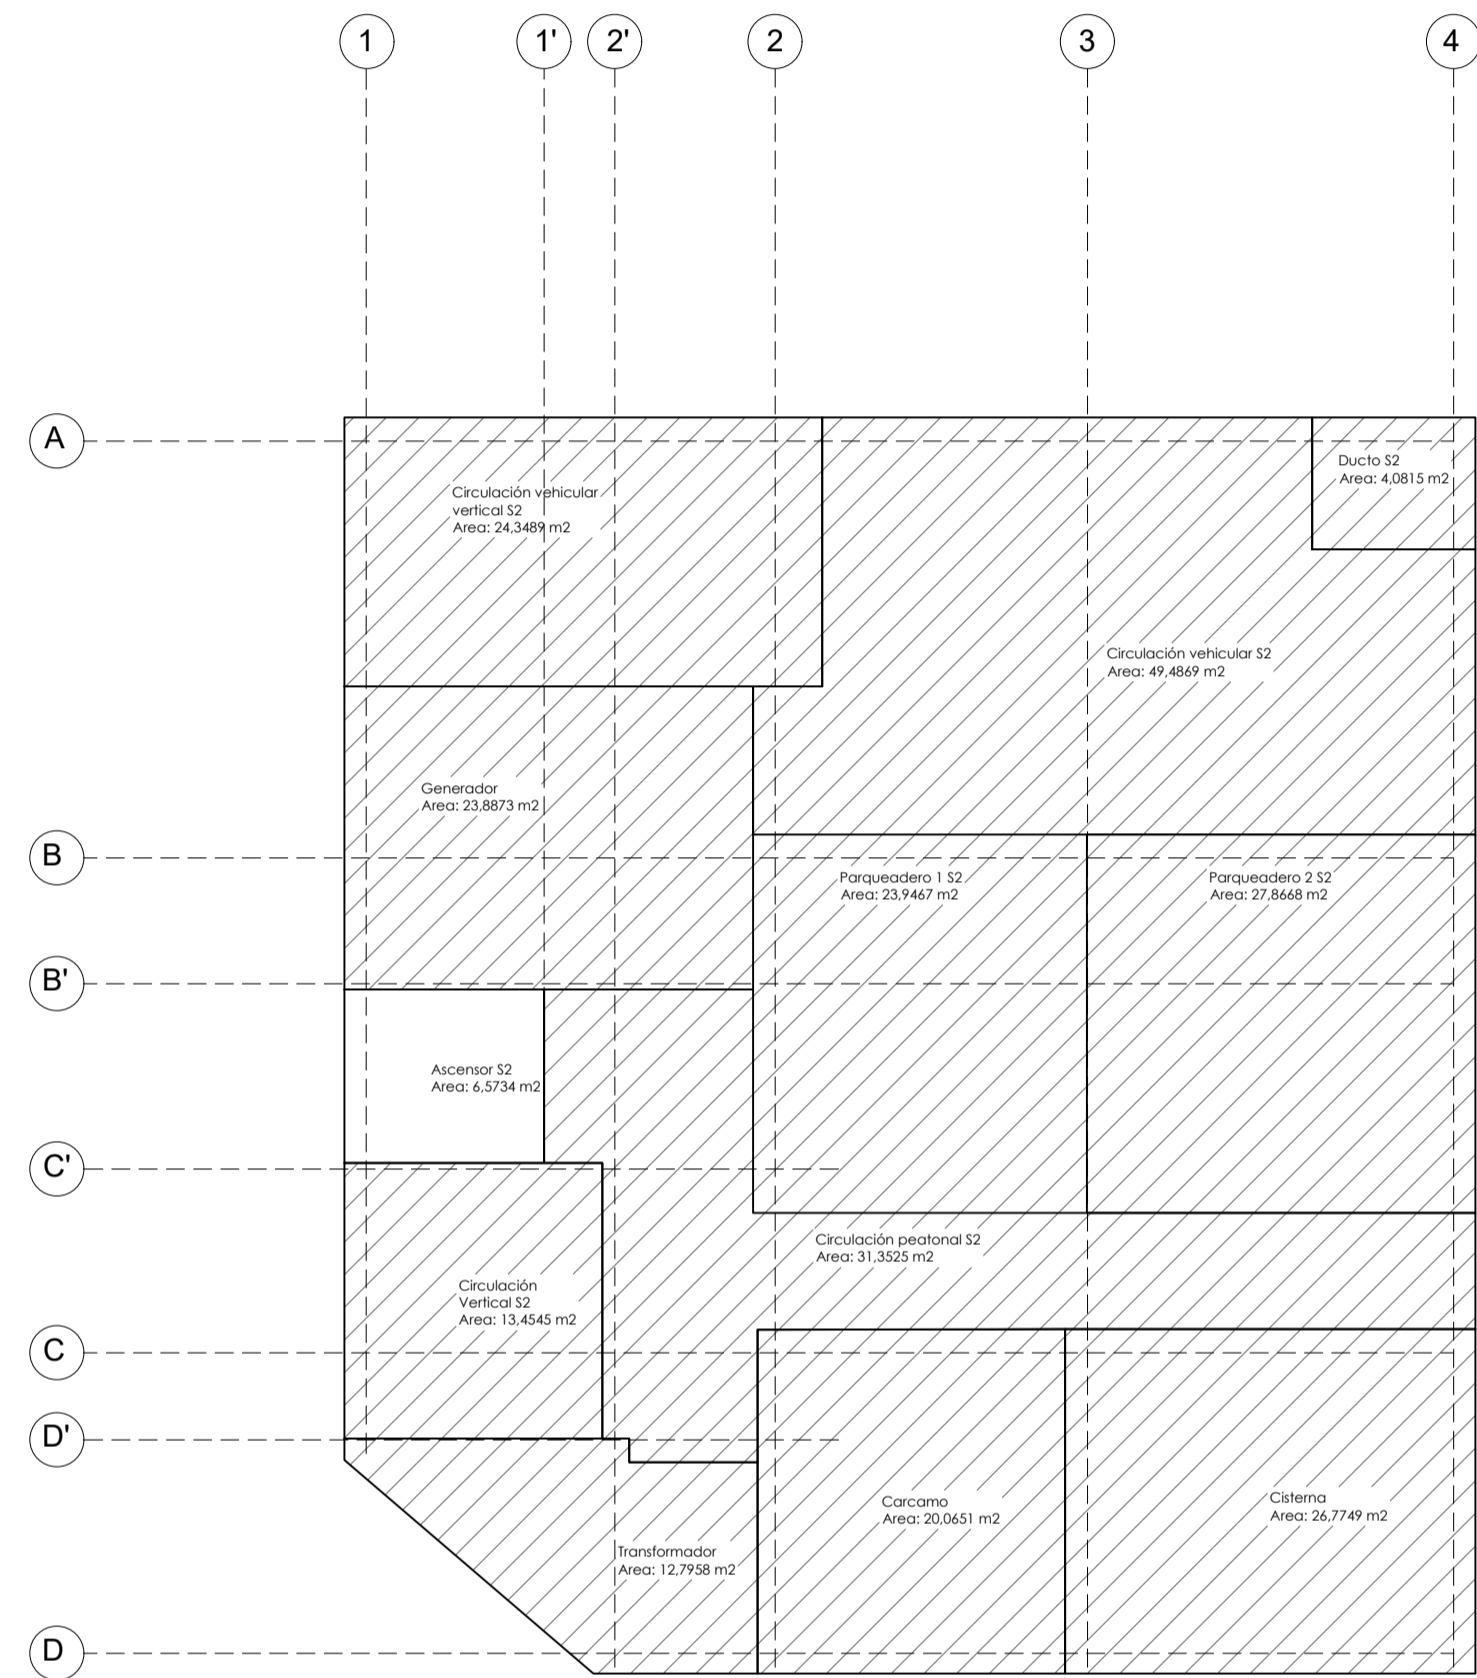 1
1'
2'
2
3
4
A
Ducto S2
Area: 4,0815 m2
Circulación vehicular
vertical S2
Area: 24,3489 m2
Circulación vehicular S2
Area: 49,4869 m2
Generador
Area: 23,8873 m2
B
Parqueadero 1 S2
Area: 23,9467 m2
Parqueadero 2 S2
Area: 27,8668 m2
B'
Ascensor S2
Area: 6,5734 m2
C'
Circulación peatonal S2
Area: 31,3525 m2
Circulación
Vertical S2
Area: 13,4545 m2
C
D'
Carcamo
Area: 20,0651 m2
Cisterna
Area: 26,7749 m2
Transformador
Area: 12,7958 m2
D